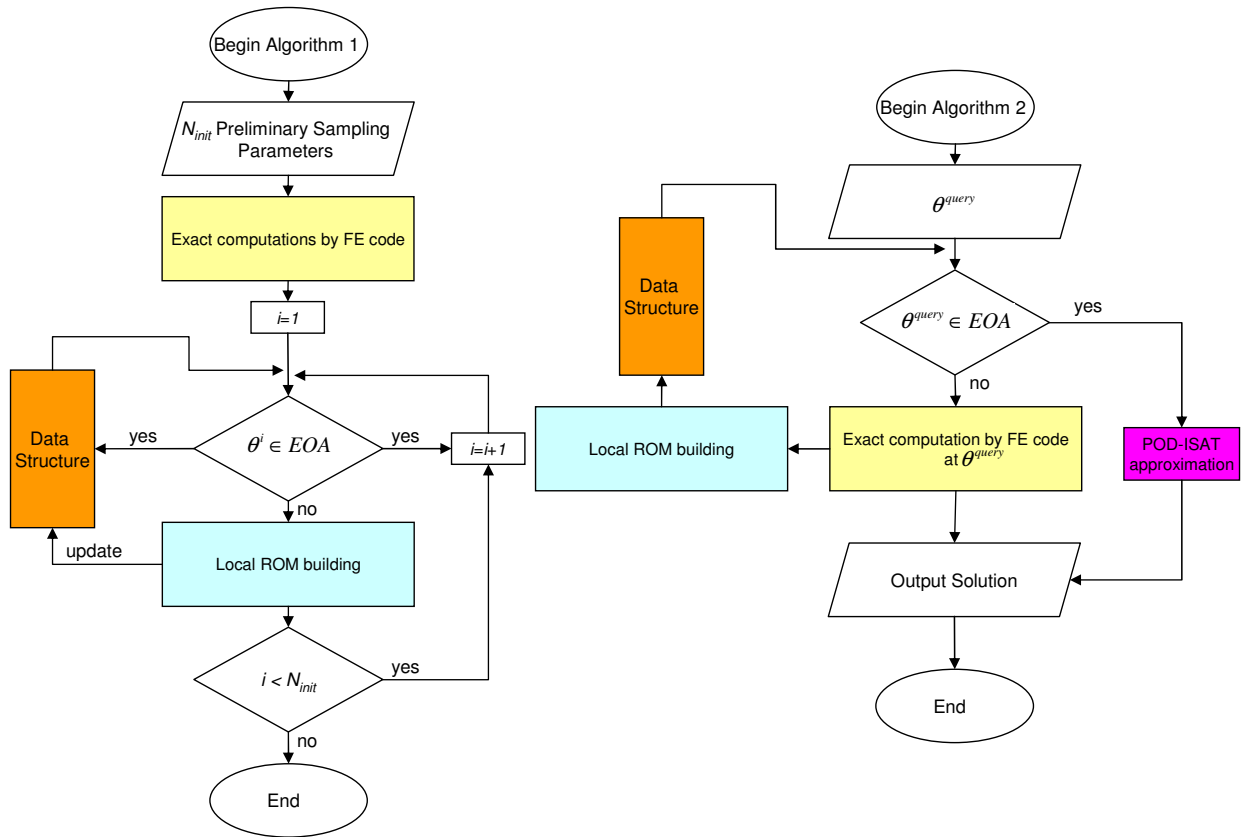 Begin Algorithm 1
N_init Preliminary Sampling
Parameters
Exact computations by FE code
i=1
Data
Structure
yes
θ^i ∈ EOA
yes
i=i+1
no
update
Local ROM building
i < N_init
yes
no
End
Begin Algorithm 2
θ^query
Data
Structure
θ^query ∈ EOA
yes
no
Local ROM building
Exact computation by FE code
at θ^query
POD-ISAT
approximation
Output Solution
End